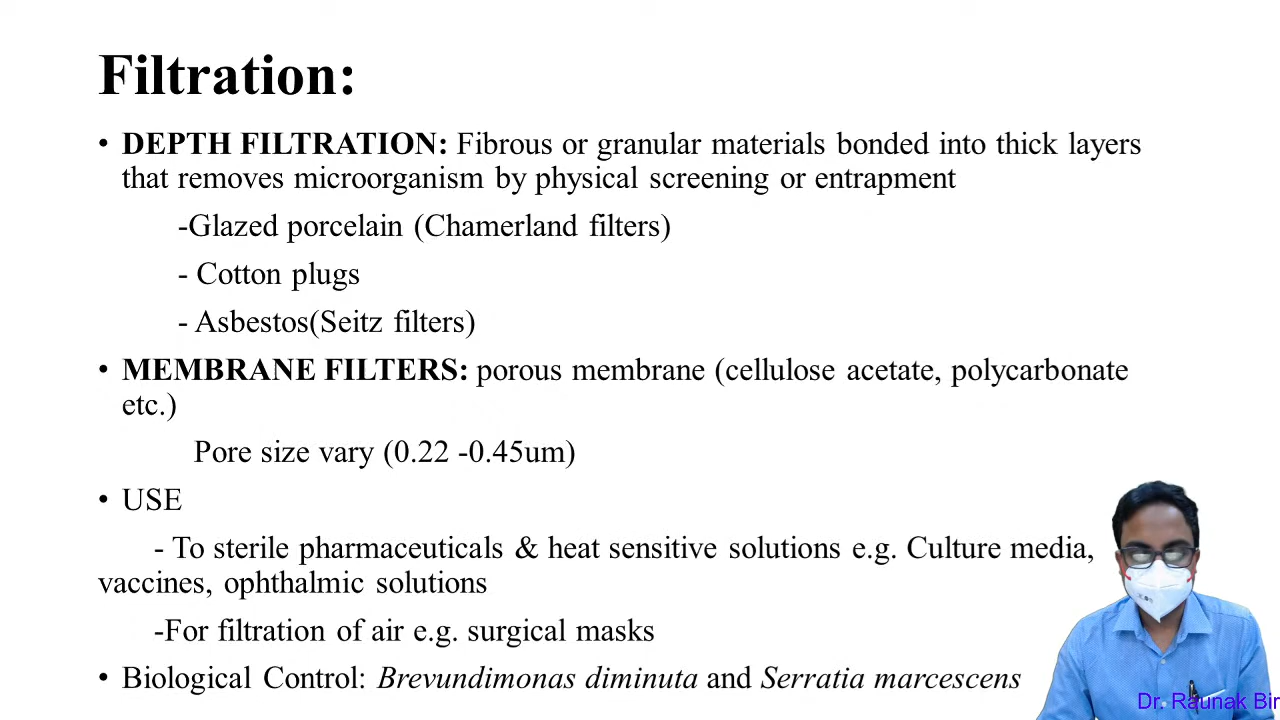 Filtration:
• DEPTH FILTRATION: Fibrous or granular materials bonded into thick layers
that removes microorganism by physical screening or entrapment
-Glazed porcelain (Chamerland filters)
- Cotton plugs
- Asbestos(Seitz filters)
• MEMBRANE FILTERS: porous membrane (cellulose acetate, polycarbonate
etc.)
Pore size vary (0.22 -0.45um)
• USE
- To sterile pharmaceuticals & heat sensitive solutions e.g. Culture media,
vaccines, ophthalmic solutions
-For filtration of air e.g. surgical masks
• Biological Control: Brevundimonas diminuta and Serratia marcescens
Dr. Raunak Bir